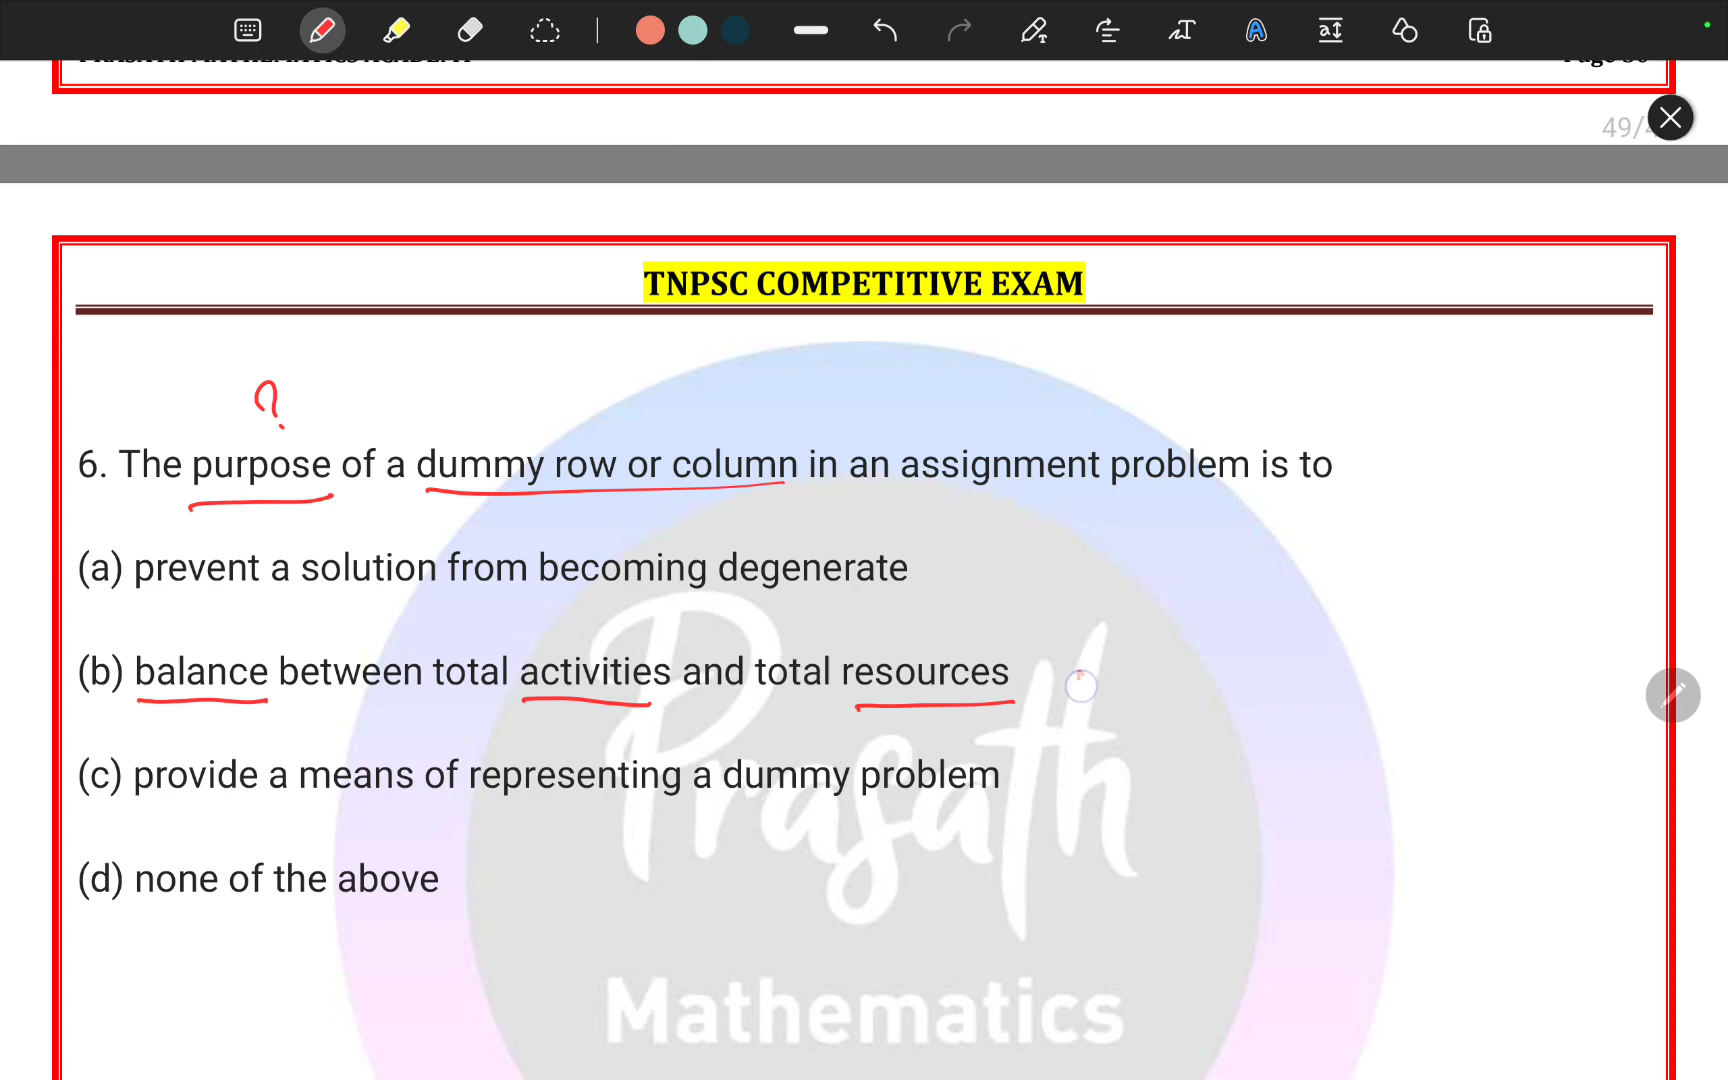 49/
TNPSC COMPETITIVE EXAM
?
6. The purpose of a dummy row or column in an assignment problem is to
(a) prevent a solution from becoming degenerate
(b) balance between total activities and total resources
(c) provide a means of representing a dummy problem
(d) none of the above
Prasath
Mathematics